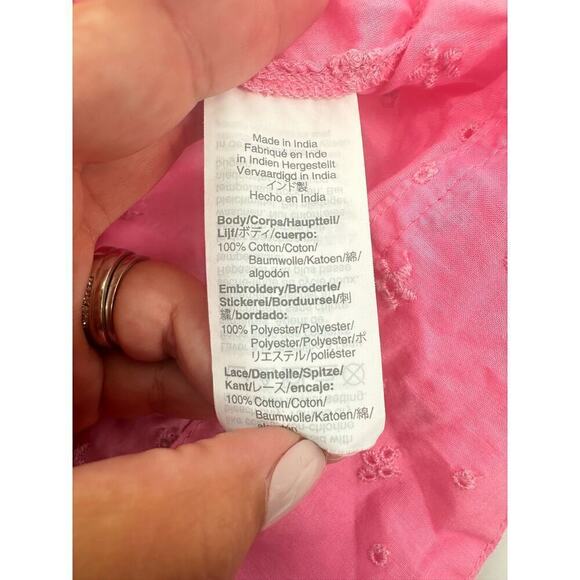 Made in India
Fabriqué en Inde
in Indien Hergestellt
Vervaardigd in India
インド製
Hecho en India
Body/Corps/Hauptteil/
Lijf/ボディ/cuerpo:
100% Cotton/Coton/
Baumwolle/Katoen/綿/
algodón
Embroidery/Broderie/
Stickerei/Borduursel/刺
繍/bordado:
100% Polyester/Polyester/
Polyester/Polyester/ポ
リエステル/poliéster
Lace/Dentelle/Spitze/
Kant/レース/encaje:
100% Cotton/Coton/
Baumwolle/Katoen/綿/